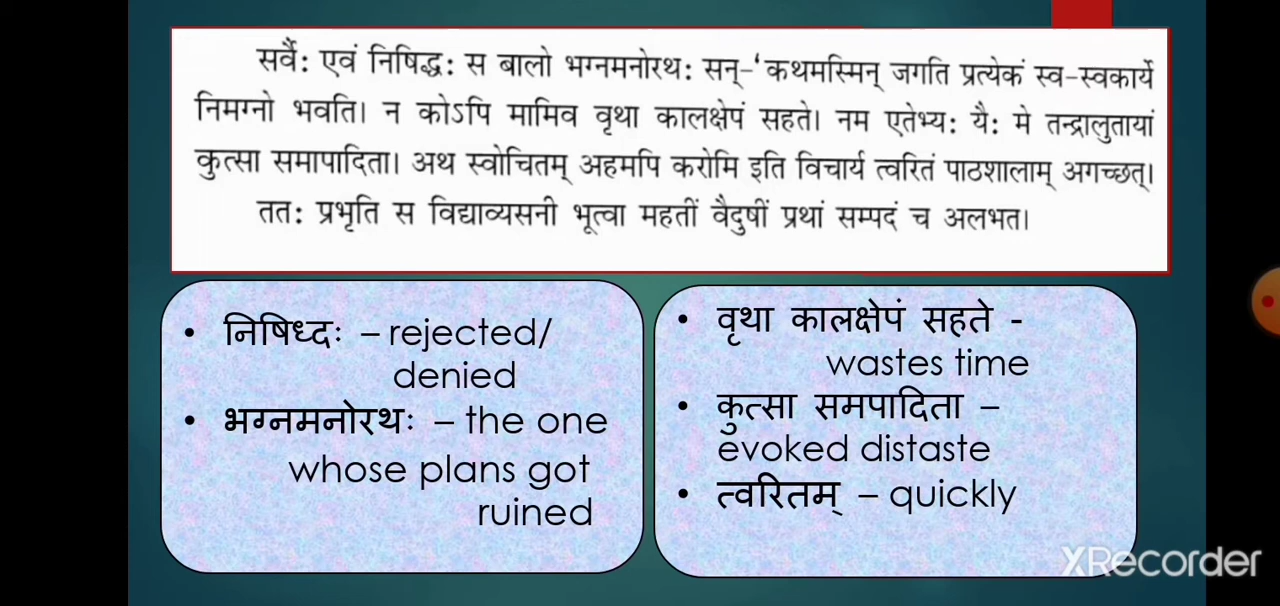 सर्वैः एवं निषिद्धः स बालो भग्नमनोरथः सन्–‘कथमस्मिन् जगति प्रत्येकं स्व-स्वकार्ये
निमग्नो भवति। न कोऽपि मामिव वृथा कालक्षेपं सहते। नम एतेभ्यः यैः मे तन्द्रालुतायां
कुत्सा समापादिता। अथ स्वोचितम् अहमपि करोमि इति विचार्य त्वरितं पाठशालाम् अगच्छत्।
ततः प्रभृति स विद्याव्यसनी भूत्वा महतीं वैदुषीं प्रथां सम्पदं च अलभत।
• निषिध्दः – rejected/
denied
• भग्नमनोरथः – the one
whose plans got
ruined
• वृथा कालक्षेपं सहते -
wastes time
• कुत्सा समपादिता –
evoked distaste
• त्वरितम् – quickly
XRecorder